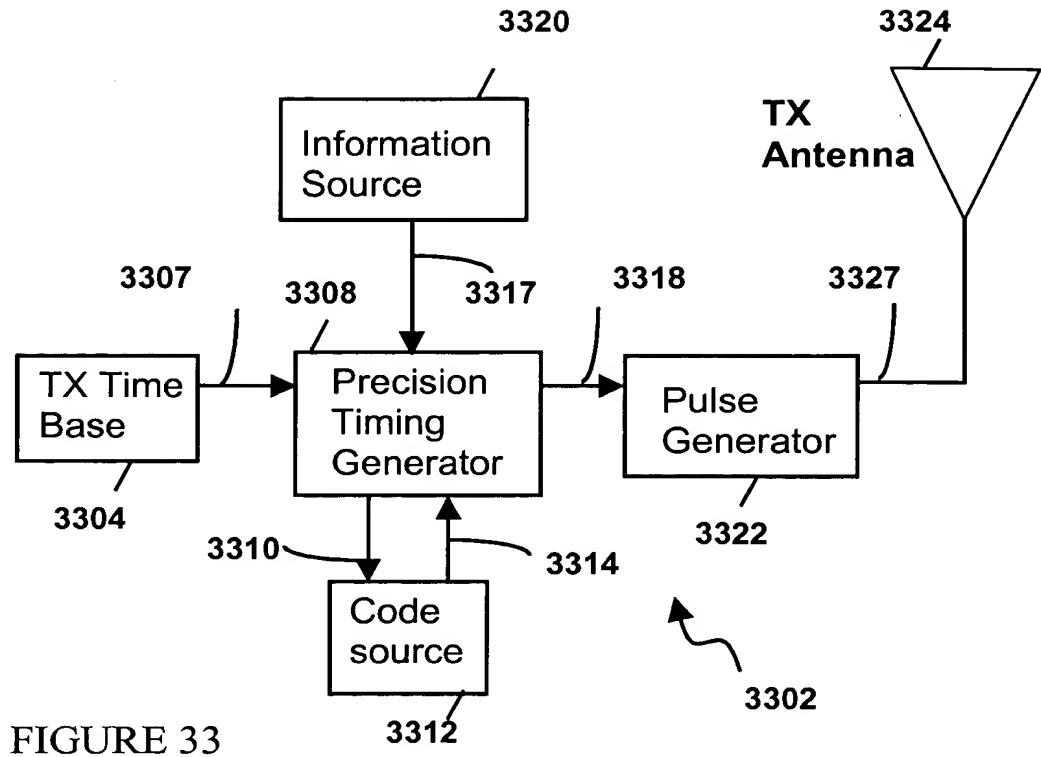 3320
3324
Information
Source
TX
Antenna
3307
3308
3317
3318
3327
TX Time
Base
Precision
Timing
Generator
Pulse
Generator
3304
3310
3314
3322
Code
source
3302
3312
FIGURE 33